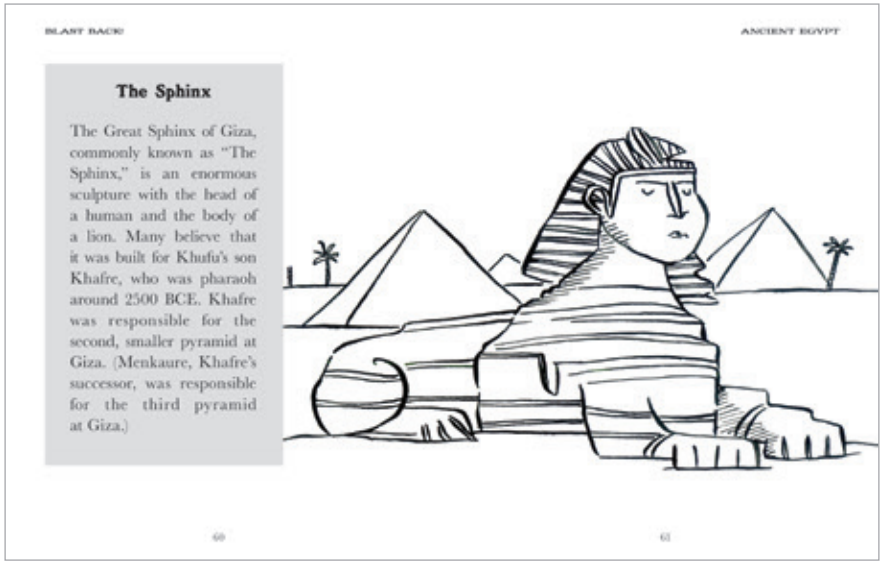 BLAST BACK!
ANCIENT EGYPT
The Sphinx
The Great Sphinx of Giza,
commonly known as “The
Sphinx,” is an enormous
sculpture with the head of
a human and the body of
a lion. Many believe that
it was built for Khufu’s son
Khafre, who was pharaoh
around 2500 BCE. Khafre
was responsible for the
second, smaller pyramid at
Giza. (Menkaure, Khafre’s
successor, was responsible
for the third pyramid
at Giza.)
60
61